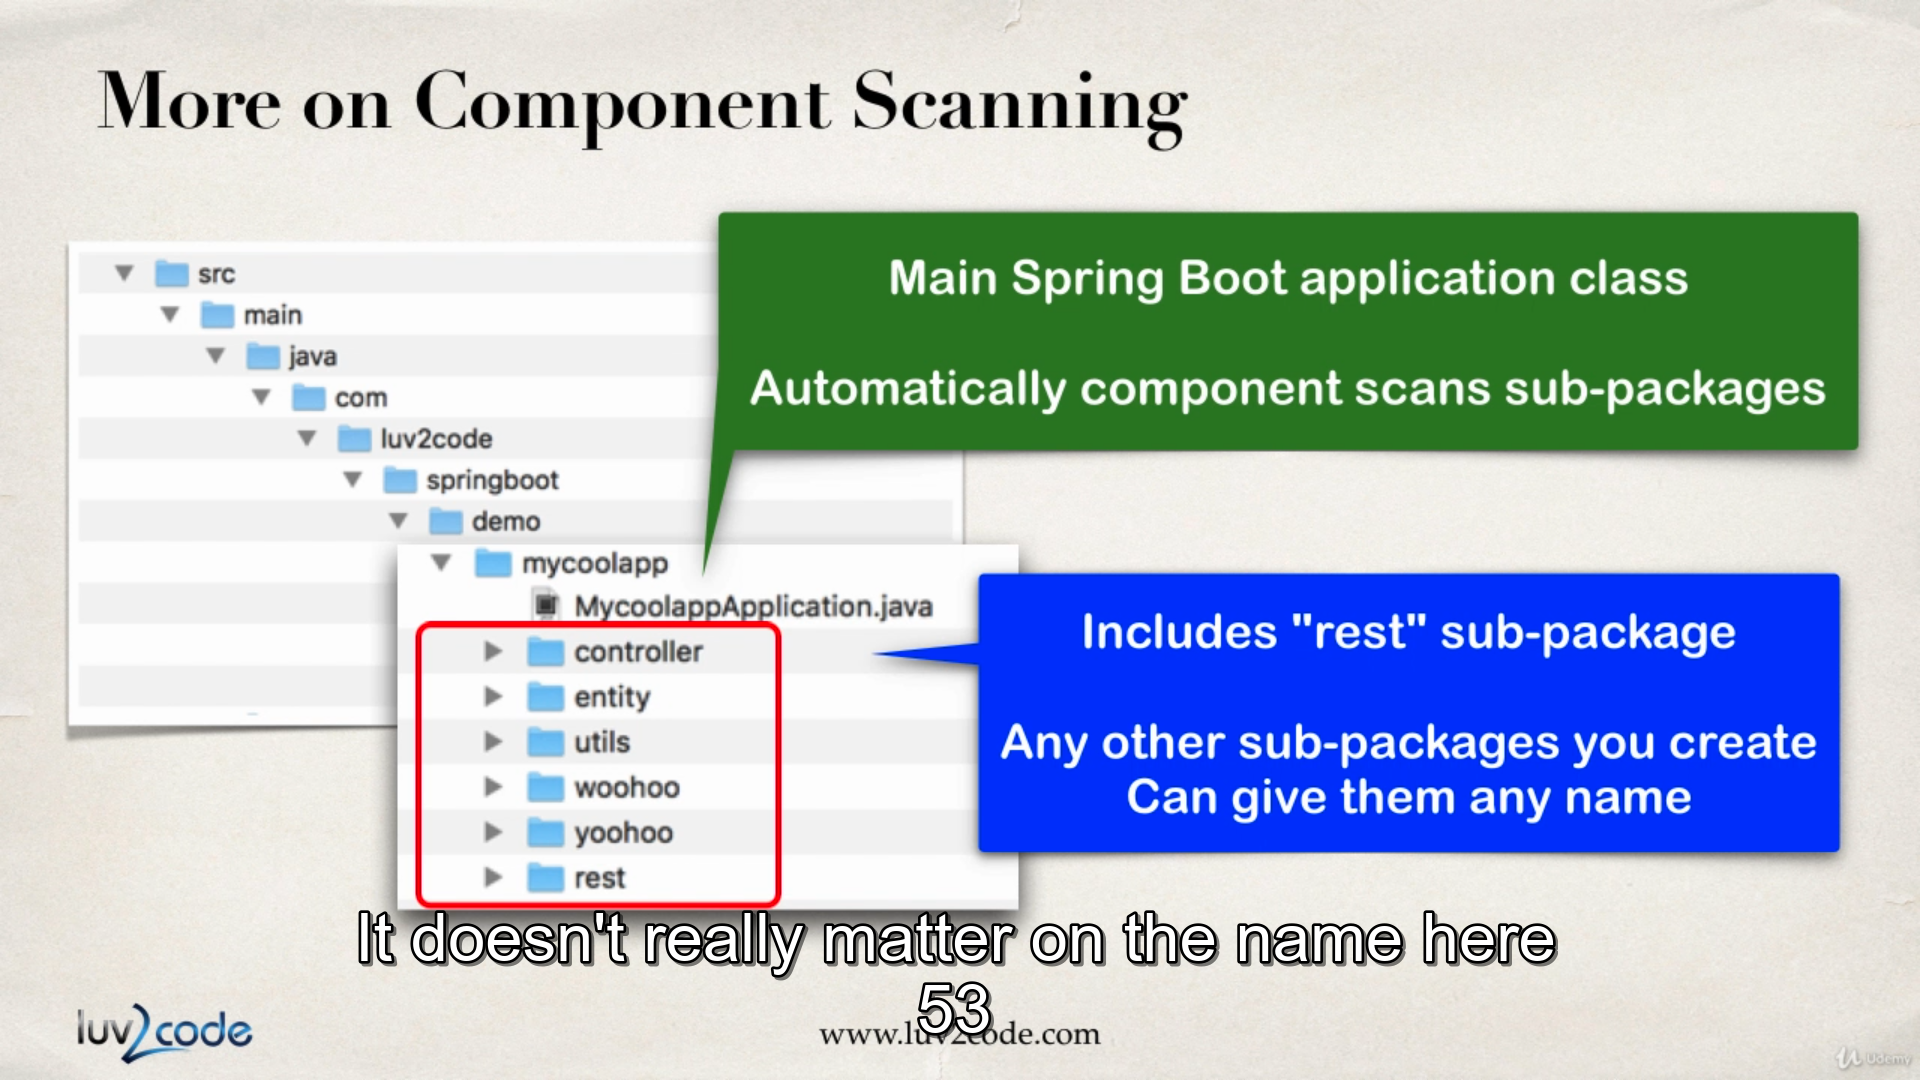 More on Component Scanning
src
main
java
com
luv2code
springboot
demo
mycoolapp
MycoolappApplication.java
controller
entity
utils
woohoo
yoohoo
rest
Main Spring Boot application class
Automatically component scans sub-packages
Includes "rest" sub-package
Any other sub-packages you create
Can give them any name
It doesn't really matter on the name here
53
luv2code
www.luv2code.com
Udemy